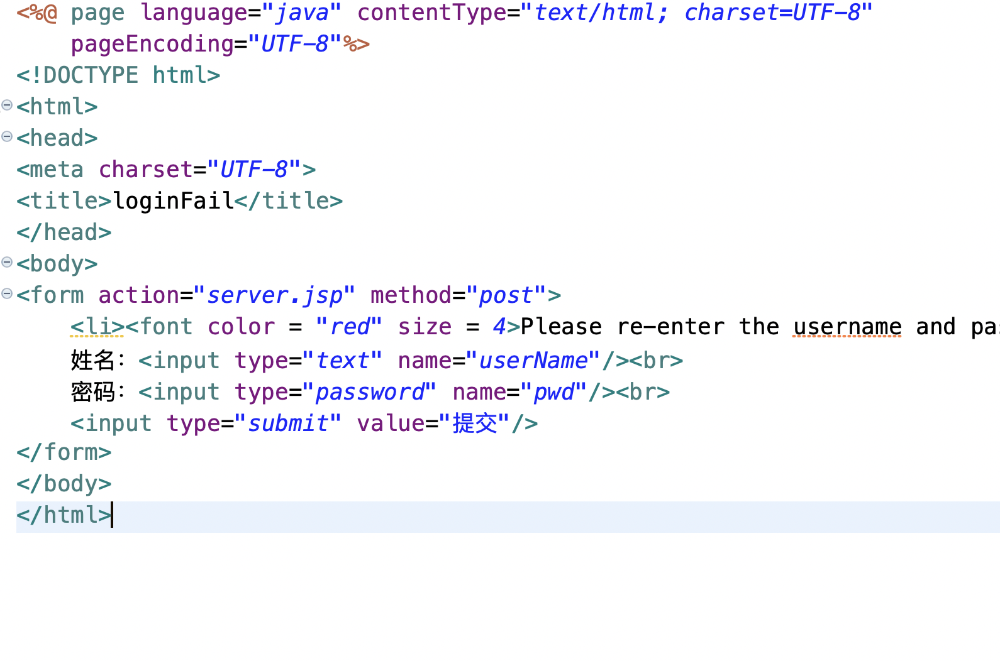 <%@ page language="java" contentType="text/html; charset=UTF-8"
    pageEncoding="UTF-8"%>
<!DOCTYPE html>
<html>
<head>
<meta charset="UTF-8">
<title>loginFail</title>
</head>
<body>
<form action="server.jsp" method="post">
    <li><font color = "red" size = 4>Please re-enter the username and
    姓名：<input type="text" name="userName"/><br>
    密码：<input type="password" name="pwd"/><br>
    <input type="submit" value="提交"/>
</form>
</body>
</html>